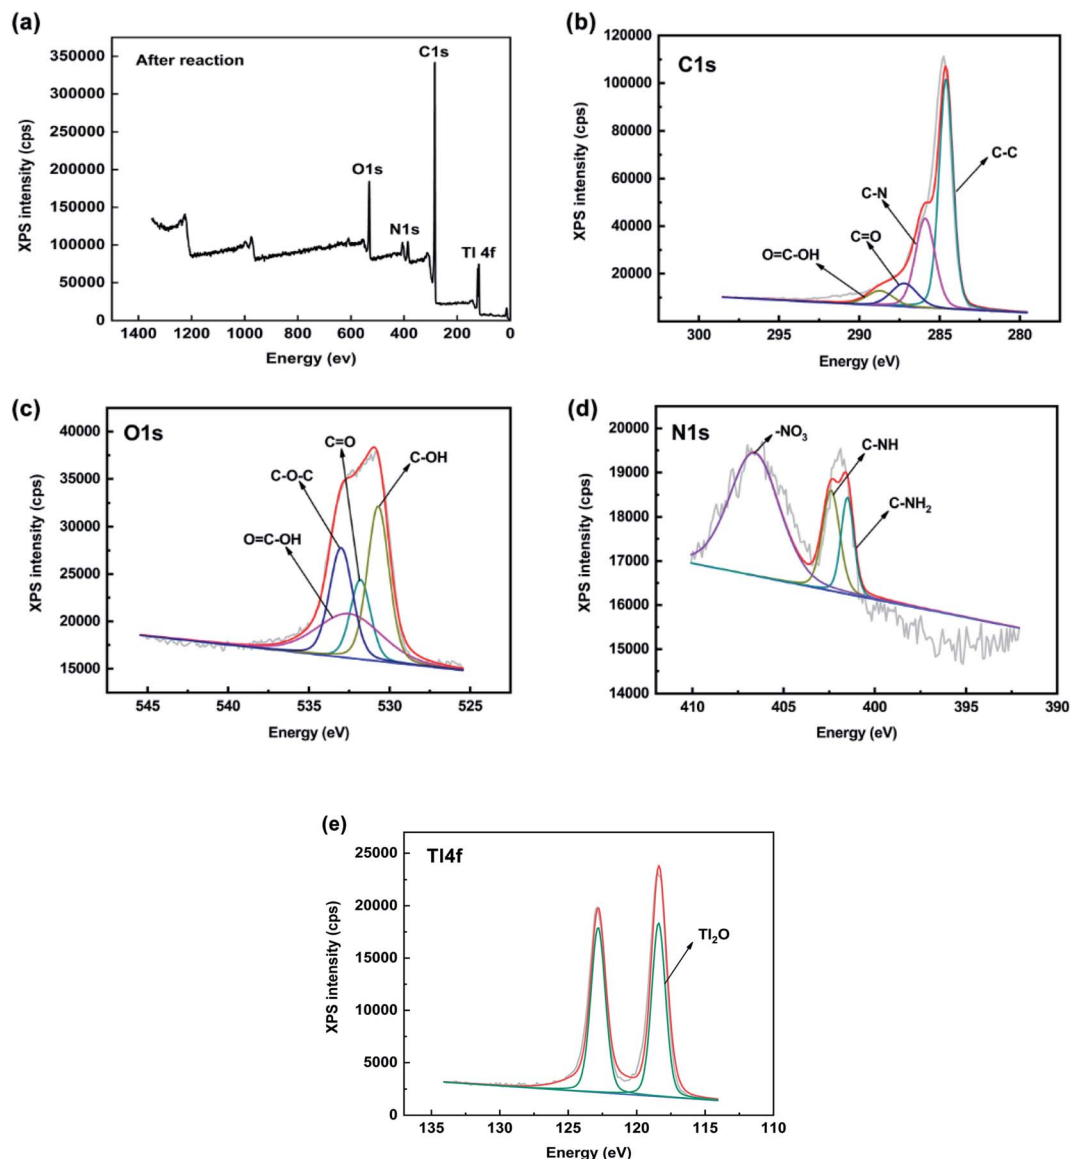 (a)
After reaction
C1s
O1s
N1s
Tl 4f
XPS intensity (cps)
350000
300000
250000
200000
150000
100000
50000
0
1400 1200 1000 800 600 400 200 0
Energy (ev)
(b)
C1s
C-C
C-N
C=O
O=C-OH
XPS intensity (cps)
120000
100000
80000
60000
40000
20000
0
300 295 290 285 280
Energy (eV)
(c)
O1s
C=O
C-OH
C-O-C
O=C-OH
XPS intensity (cps)
40000
35000
30000
25000
20000
15000
545 540 535 530 525
Energy (eV)
(d)
N1s
-NO3
C-NH
C-NH2
XPS intensity (cps)
20000
19000
18000
17000
16000
15000
14000
410 405 400 395 390
Energy (eV)
(e)
Tl4f
Tl2O
XPS intensity (cps)
25000
20000
15000
10000
5000
0
135 130 125 120 115 110
Energy (eV)